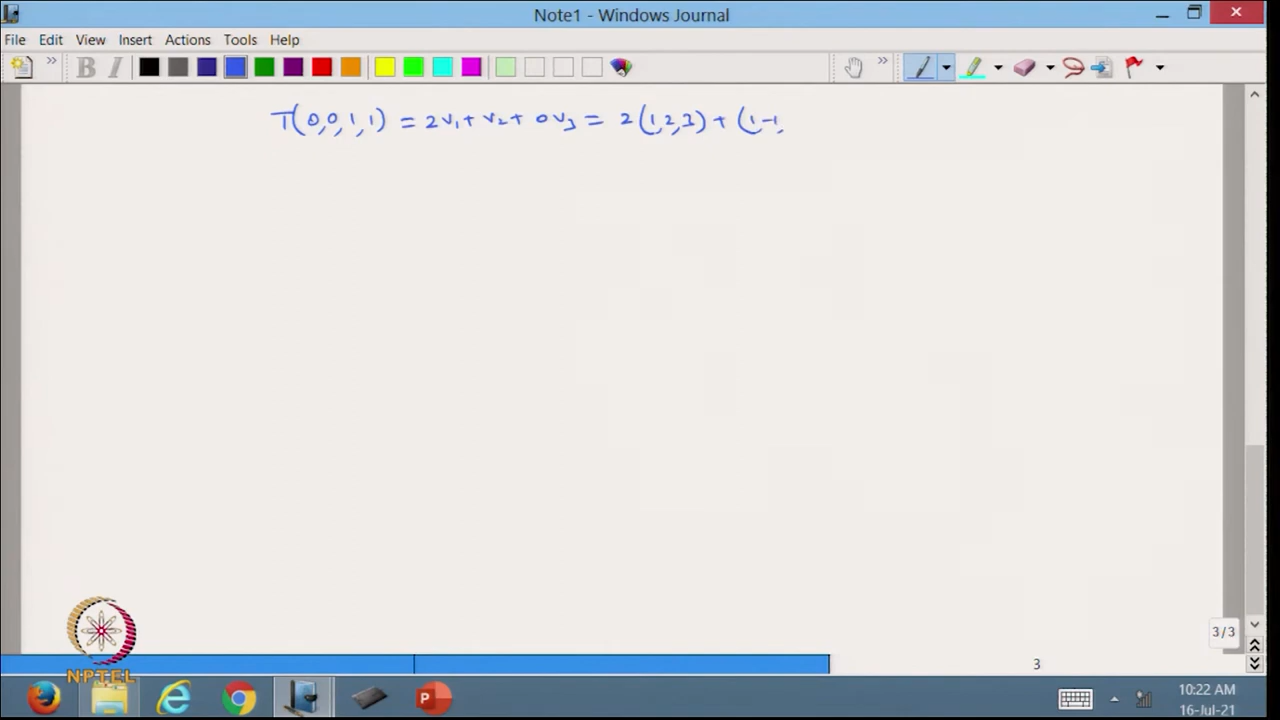 Note1 - Windows Journal
File Edit View Insert Actions Tools Help
B I
T(0,0,1,1) = 2v₁ + v₂ + 0v₃ = 2(1,2,3) + (1,-1,
3/3
3
NPTEL
10:22 AM
16-Jul-21